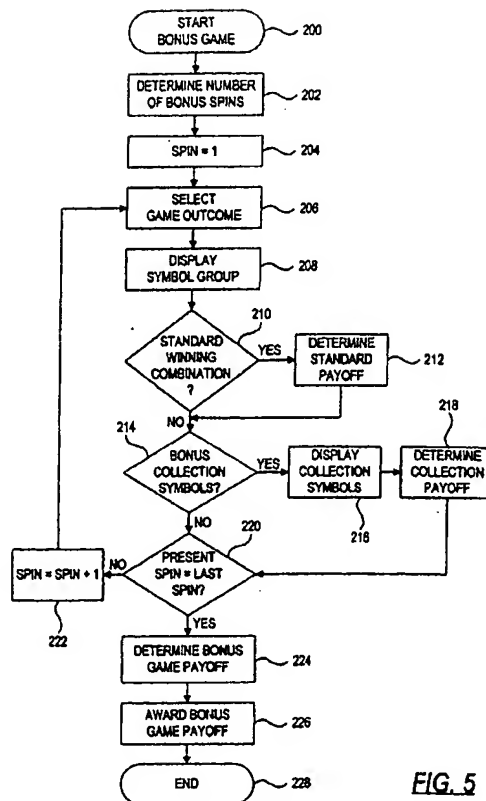 START
BONUS GAME
200
DETERMINE NUMBER
OF BONUS SPINS
202
SPIN = 1
204
SELECT
GAME OUTCOME
206
DISPLAY
SYMBOL GROUP
208
210
STANDARD
WINNING
COMBINATION
?
YES
DETERMINE
STANDARD
PAYOFF
212
NO
214
BONUS
COLLECTION
SYMBOLS?
YES
DISPLAY
COLLECTION
SYMBOLS
216
218
DETERMINE
COLLECTION
PAYOFF
NO
220
PRESENT
SPIN = LAST
SPIN?
NO
SPIN = SPIN + 1
222
YES
DETERMINE BONUS
GAME PAYOFF
224
AWARD BONUS
GAME PAYOFF
226
END
228
FIG. 5